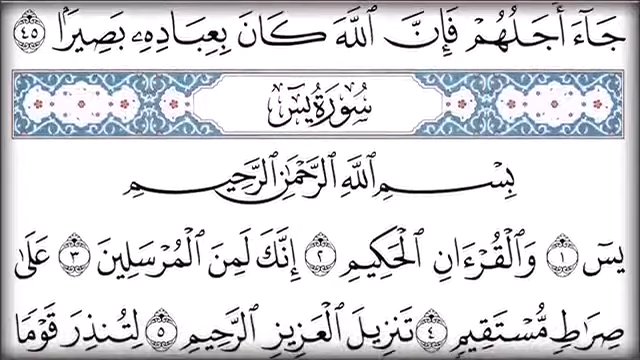 جَآءَ أَجَلُهُمْ فَإِنَّ ٱللَّهَ كَانَ بِعِبَادِهِۦ بَصِيرًۢا ٤٥
سُورَةُ يسٓ
بِسْمِ ٱللَّهِ ٱلرَّحْمَٰنِ ٱلرَّحِيمِ
يسٓ ١ وَٱلْقُرْءَانِ ٱلْحَكِيمِ ٢ إِنَّكَ لَمِنَ ٱلْمُرْسَلِينَ ٣ عَلَىٰ
صِرَٰطٍ مُّسْتَقِيمٍ ٤ تَنزِيلَ ٱلْعَزِيزِ ٱلرَّحِيمِ ٥ لِتُنذِرَ قَوْمًا